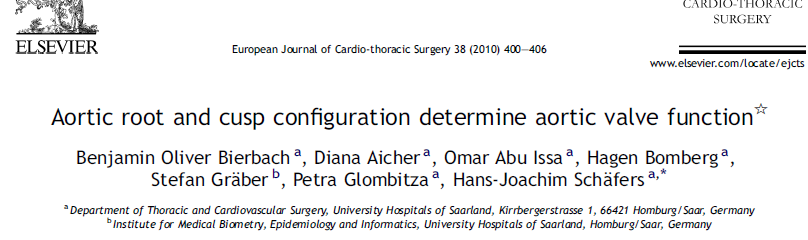 CARDIO-THORACIC
SURGERY
ELSEVIER
European Journal of Cardio-thoracic Surgery 38 (2010) 400—406
www.elsevier.com/locate/ejcts
Aortic root and cusp configuration determine aortic valve function☆
Benjamin Oliver Bierbach a, Diana Aicher a, Omar Abu Issa a, Hagen Bomberg a,
Stefan Gräber b, Petra Glombitza a, Hans-Joachim Schäfers a,*
a Department of Thoracic and Cardiovascular Surgery, University Hospitals of Saarland, Kirrbergerstrasse 1, 66421 Homburg/Saar, Germany
b Institute for Medical Biometry, Epidemiology and Informatics, University Hospitals of Saarland, Homburg/Saar, Germany